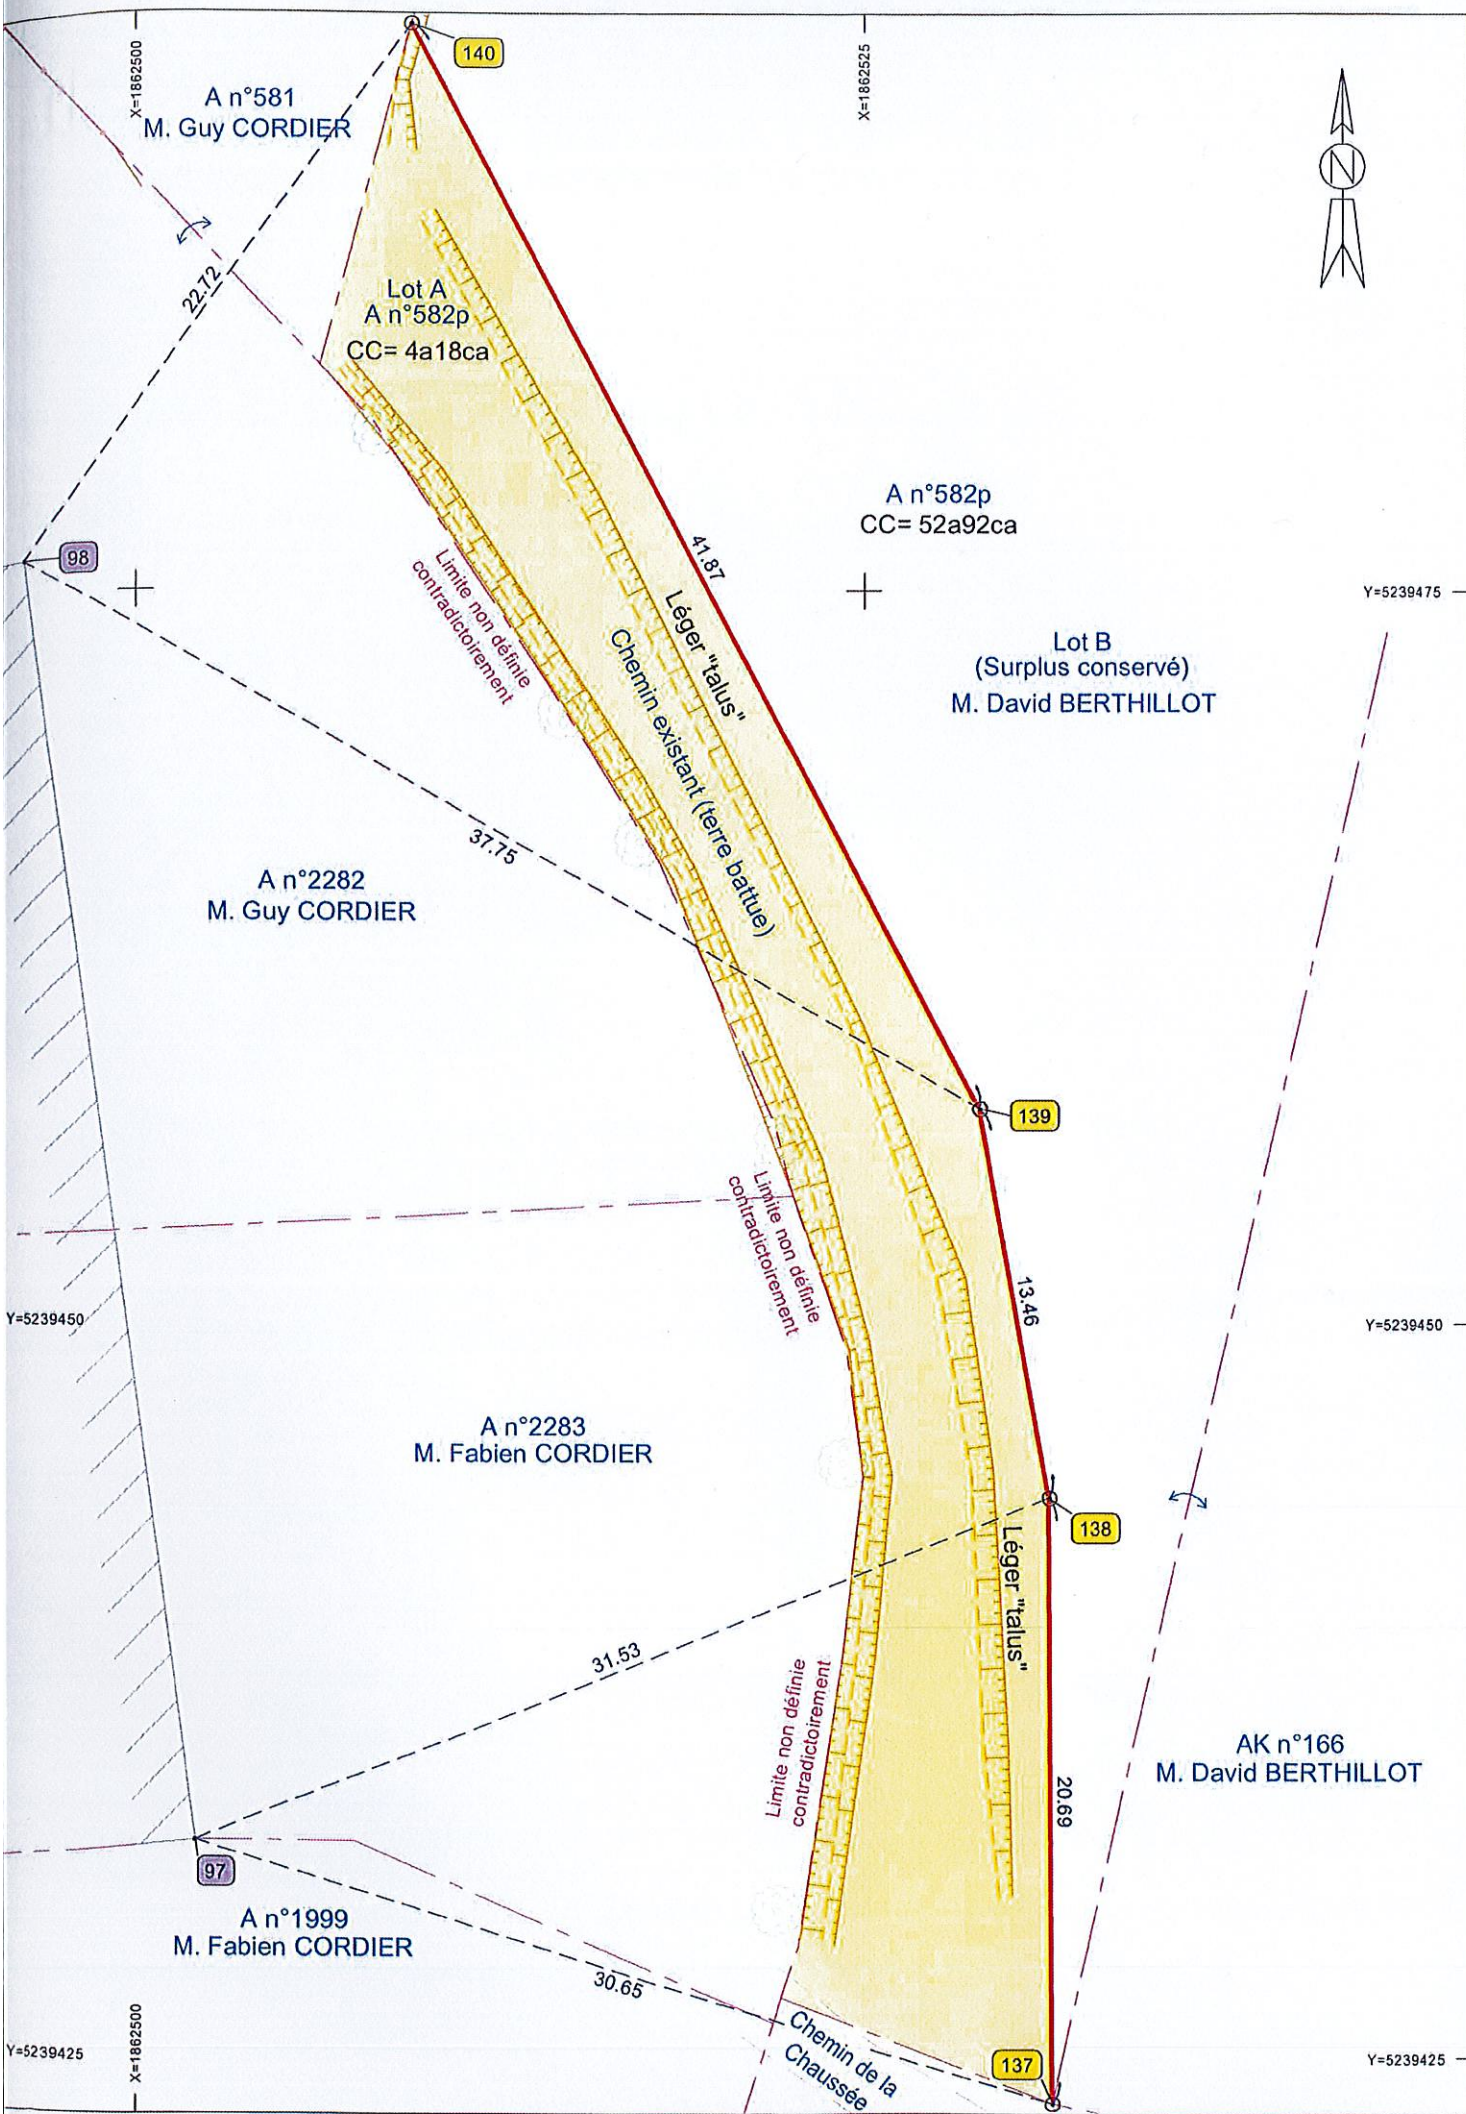 140
X=1862500
X=1862525
A n°581
M. Guy CORDIER
N
22.72
Lot A
A n°582p
CC= 4a18ca
A n°582p
CC= 52a92ca
41.87
98
Limite non définie
contradictoirement
Léger "talus"
Chemin existant (terre battue)
Y=5239475
Lot B
(Surplus conservé)
M. David BERTHILLOT
37.75
A n°2282
M. Guy CORDIER
139
Limite non définie
contradictoirement
13.46
Y=5239450
Y=5239450
A n°2283
M. Fabien CORDIER
138
Léger "talus"
31.53
Limite non définie
contradictoirement
AK n°166
M. David BERTHILLOT
20.69
97
A n°1999
M. Fabien CORDIER
30.65
X=1862500
Chemin de la
Chaussée
Y=5239425
137
Y=5239425